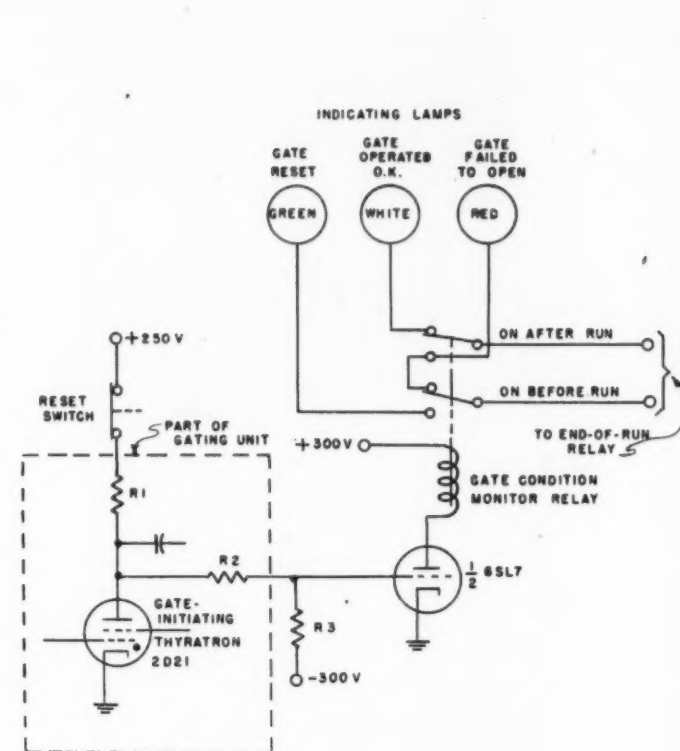 INDICATING LAMPS
GATE
RESET
GATE
OPERATED
O.K.
GATE
FAILED
TO OPEN
GREEN
WHITE
RED
+250V
ON AFTER RUN
RESET
SWITCH
ON BEFORE RUN
PART OF
GATING UNIT
+300V
TO END-OF-RUN
RELAY
R1
GATE CONDITION
MONITOR RELAY
R2
1/2 6SL7
GATE-
INITIATING
THYRATRON
2D21
R3
-300V